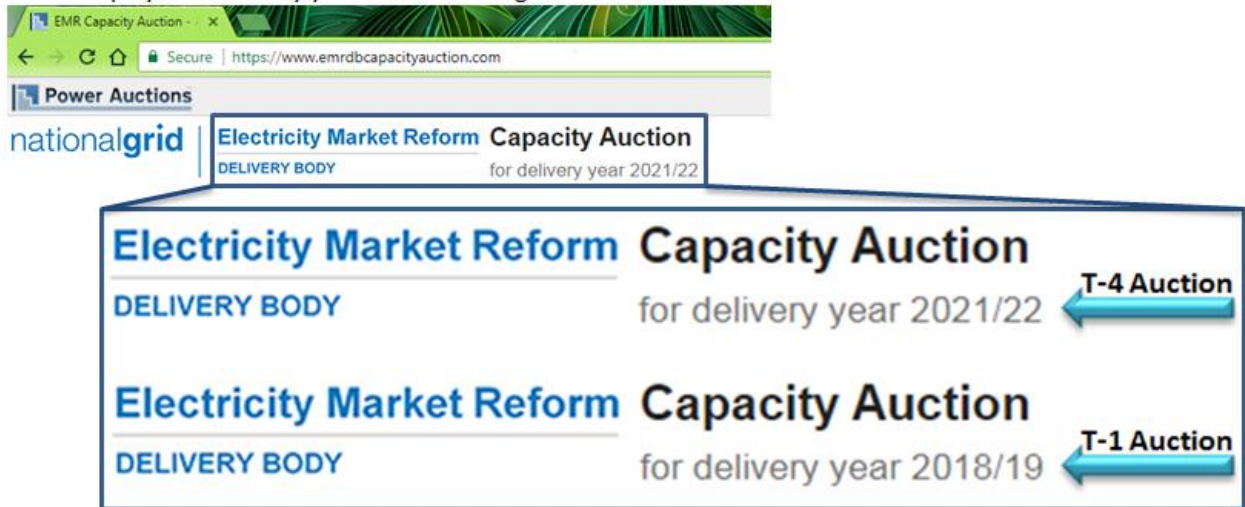 EMR Capacity Auction -
Secure | https://www.emrdbcapacityauction.com
Power Auctions
nationalgrid Electricity Market Reform Capacity Auction
DELIVERY BODY for delivery year 2021/22
Electricity Market Reform Capacity Auction
DELIVERY BODY for delivery year 2021/22 T-4 Auction
Electricity Market Reform Capacity Auction
DELIVERY BODY for delivery year 2018/19 T-1 Auction